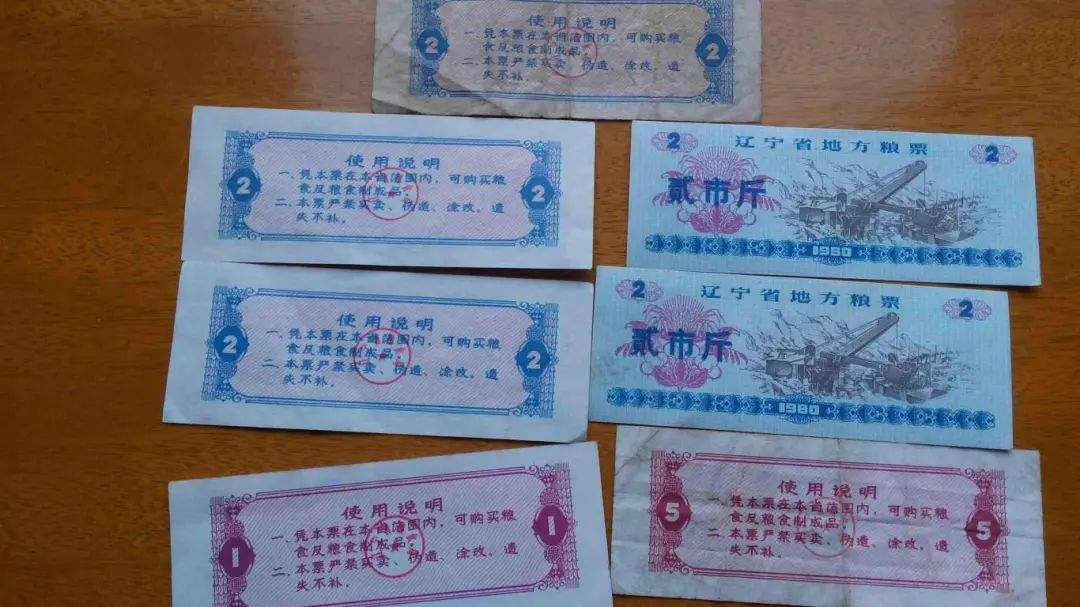 使用说明
2
2
一、凭本票在本省范围内，可购买粮
食及粮食制成品；
二、本票严禁买卖、伪造、涂改。遗
失不补。
使用说明
2
2
一、凭本票在本省范围内，可购买粮
食及粮食制成品；
二、本票严禁买卖、伪造、涂改。遗
失不补。
2
辽宁省地方粮票
2
贰市斤
1980
使用说明
2
2
一、凭本票在本省范围内，可购买粮
食及粮食制成品；
二、本票严禁买卖、伪造、涂改。遗
失不补。
2
辽宁省地方粮票
2
贰市斤
1980
使用说明
1
1
一、凭本票在本省范围内，可购买粮
食及粮食制成品；
二、本票严禁买卖、伪造、涂改。遗
失不补。
使用说明
5
5
一、凭本票在本省范围内，可购买粮
食及粮食制成品；
二、本票严禁买卖、伪造、涂改。遗
失不补。